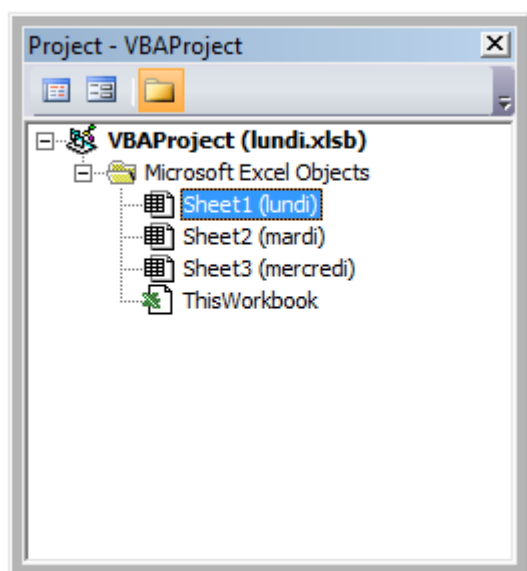 Project - VBAProject
VBAProject (lundi.xlsb)
Microsoft Excel Objects
Sheet1 (lundi)
Sheet2 (mardi)
Sheet3 (mercredi)
ThisWorkbook